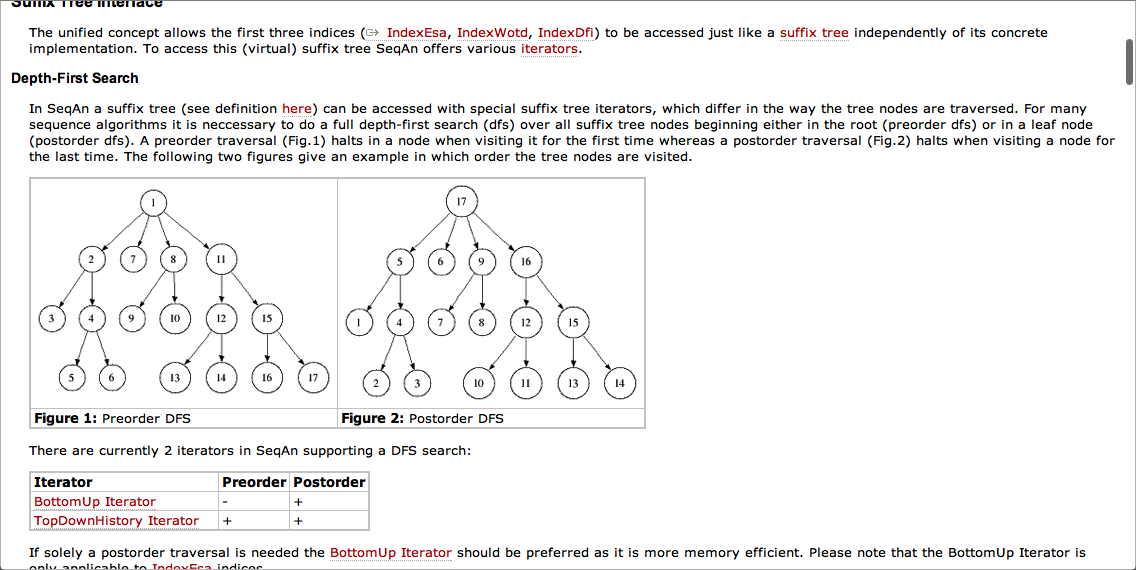 Suffix Tree Interface
The unified concept allows the first three indices (IndexEsa, IndexWotd, IndexDfi) to be accessed just like a suffix tree independently of its concrete
implementation. To access this (virtual) suffix tree SeqAn offers various iterators.
Depth-First Search
In SeqAn a suffix tree (see definition here) can be accessed with special suffix tree iterators, which differ in the way the tree nodes are traversed. For many
sequence algorithms it is neccessary to do a full depth-first search (dfs) over all suffix tree nodes beginning either in the root (preorder dfs) or in a leaf node
(postorder dfs). A preorder traversal (Fig.1) halts in a node when visiting it for the first time whereas a postorder traversal (Fig.2) halts when visiting a node for
the last time. The following two figures give an example in which order the tree nodes are visited.
1
2 7 8 11
3 4 9 10 12 15
5 6 13 14 16 17
Figure 1: Preorder DFS
17
5 6 9 16
1 4 7 8 12 15
2 3 10 11 13 14
Figure 2: Postorder DFS
There are currently 2 iterators in SeqAn supporting a DFS search:
Iterator Preorder Postorder
BottomUp Iterator - +
TopDownHistory Iterator + +
If solely a postorder traversal is needed the BottomUp Iterator should be preferred as it is more memory efficient. Please note that the BottomUp Iterator is
only applicable to IndexEsa indices.